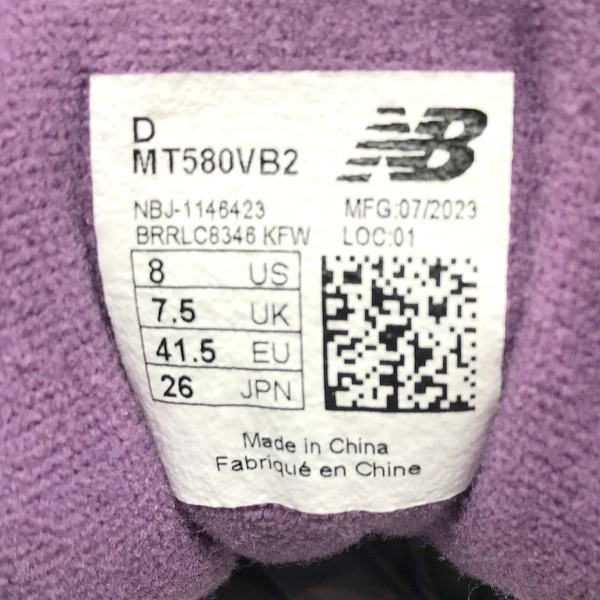 D
MT580VB2
NB
NBJ-1146423 MFG:07/2023
BRRLC8346 KFW LOC:01
8 US
7.5 UK
41.5 EU
26 JPN
Made in China
Fabriqué en Chine